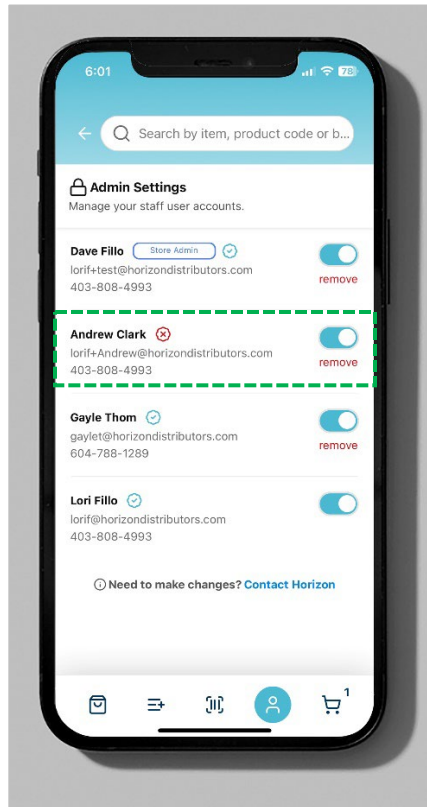 6:01
78
Search by item, product code or b...
Admin Settings
Manage your staff user accounts.
Dave Fillo Store Admin
lorif+test@horizondistributors.com
403-808-4993
remove
Andrew Clark
lorif+Andrew@horizondistributors.com
403-808-4993
remove
Gayle Thom
gaylet@horizondistributors.com
604-788-1289
remove
Lori Fillo
lorif@horizondistributors.com
403-808-4993
Need to make changes? Contact Horizon
1